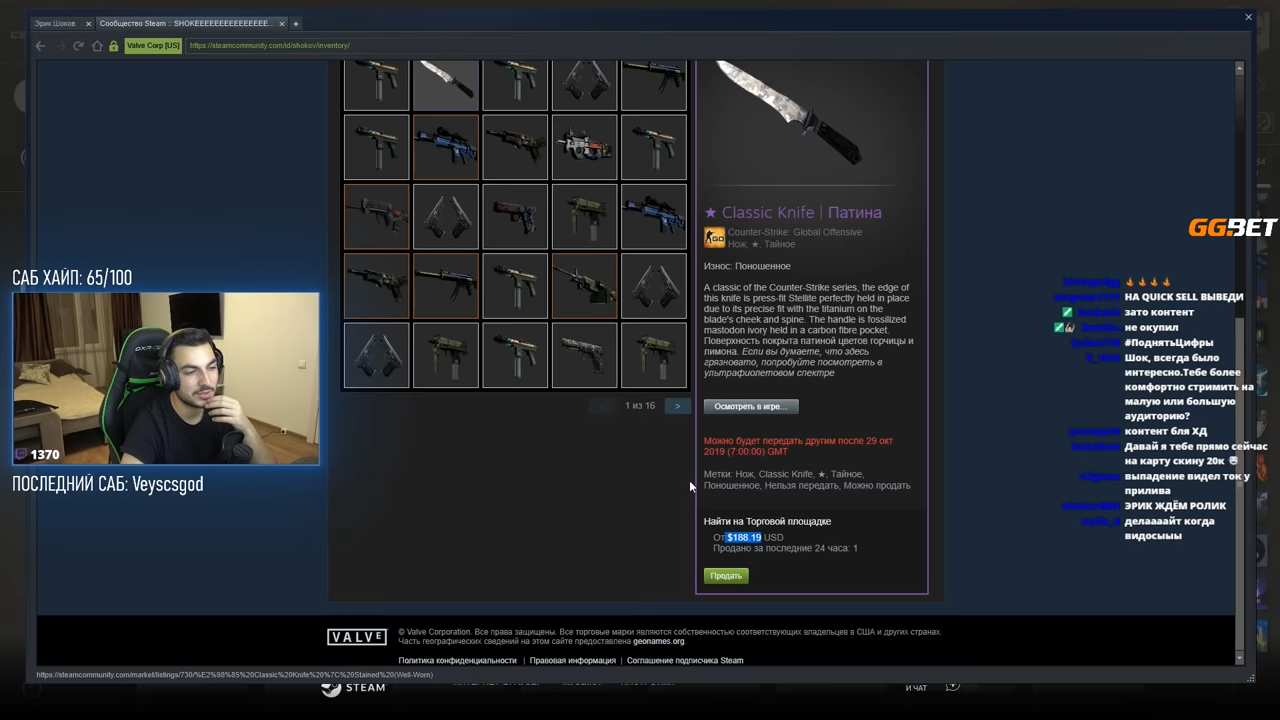 Эрик Шоков
Сообщество Steam :: SHOKEEEEEEEEEEEEEEE...
Valve Corp [US]
https://steamcommunity.com/id/shokov/inventory/
★ Classic Knife | Патина
Counter-Strike: Global Offensive
Нож, ★, Тайное
Износ: Поношенное
A classic of the Counter-Strike series, the edge of
this knife is press-fit Stellite perfectly held in place
due to its precise fit with the titanium on the
blade's cheek and spine. The handle is fossilized
mastodon ivory held in a carbon fibre pocket.
Поверхность покрыта патиной цветов горчицы и
лимона. Если вы думаете, что здесь
грязновато, попробуйте посмотреть в
ультрафиолетовом спектре
1 из 16
>
Осмотреть в игре...
Можно будет передать другим после 29 окт
2019 (7:00:00) GMT
Метки: Нож, Classic Knife, ★, Тайное,
Поношенное, Нельзя передать, Можно продать
Найти на Торговой площадке
От $188.19 USD
Продано за последние 24 часа: 1
Продать
САБ ХАЙП: 65/100
1370
ПОСЛЕДНИЙ САБ: Veyscsgod
GG.BET
НА QUICK SELL ВЫВЕДИ
зато контент
не окупил
#ПоднятьЦифры
Шок, всегда было
интересно.Тебе более
комфортно стримить на
малую или большую
аудиторию?
контент бля ХД
Давай я тебе прямо сейчас
на карту скину 20к
выпадение видел ток у
прилива
ЭРИК ЖДЁМ РОЛИК
делаааайт когда
видосыыы
VALVE
© Valve Corporation. Все права защищены. Все торговые марки являются собственностью соответствующих владельцев в США и других странах.
Часть географических сведений на этом сайте предоставлена geonames.org.
Политика конфиденциальности | Правовая информация | Соглашение подписчика Steam
https://steamcommunity.com/market/listings/730/%E2%98%85%20Classic%20Knife%20%7C%20Stained%20(Well-Worn)
STEAM
И ЧАТ